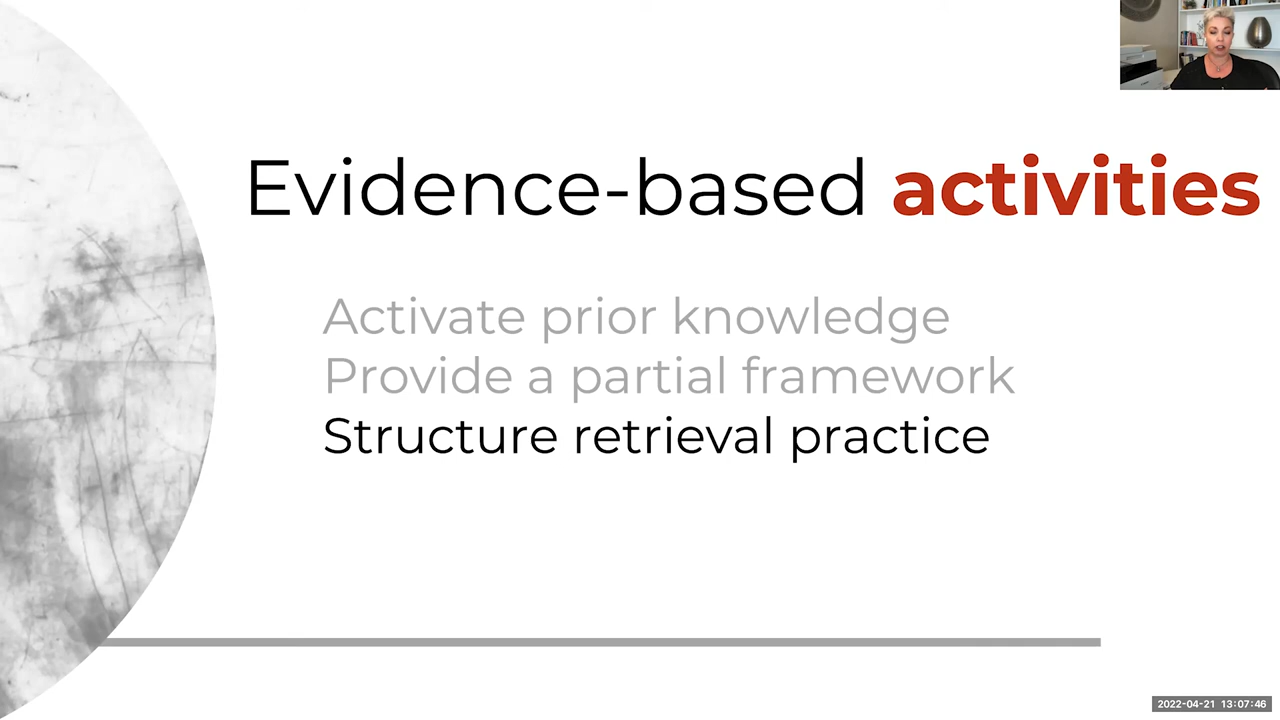 Evidence-based activities
Activate prior knowledge
Provide a partial framework
Structure retrieval practice
2022-04-21 13:07:46